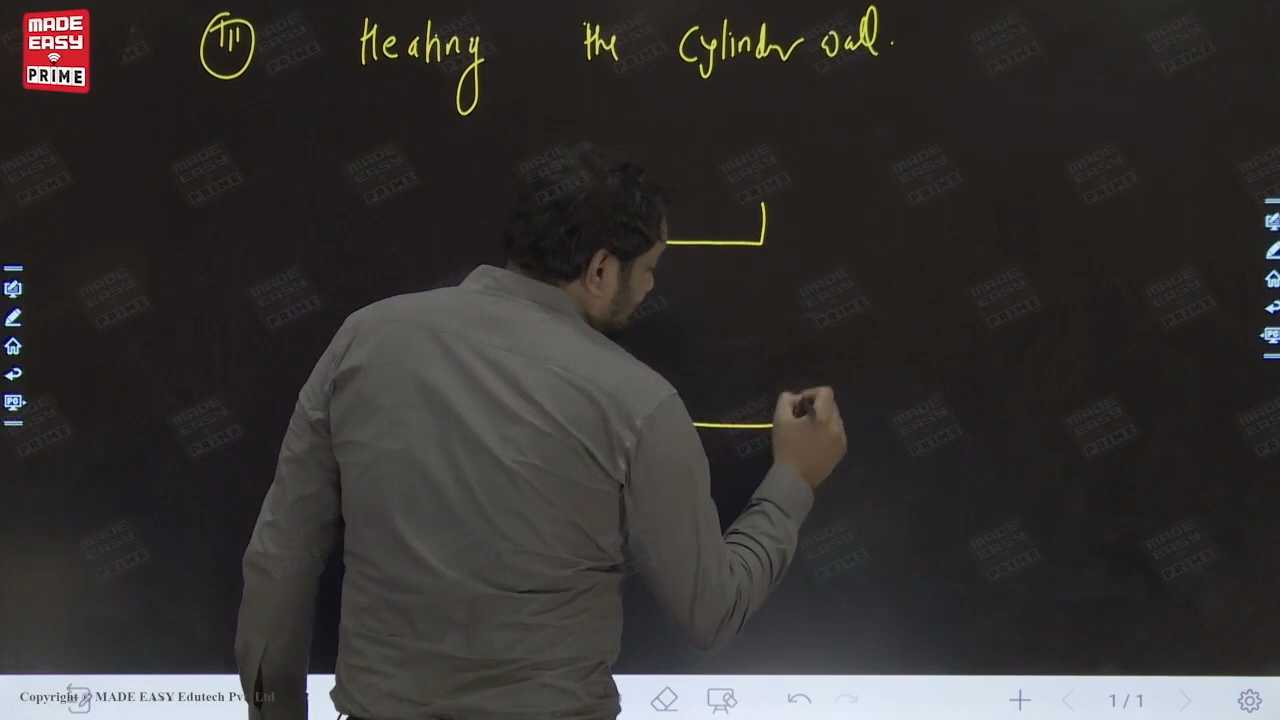 MADE
EASY
PRIME
III Heating the Cylinder wall.
Copyright © MADE EASY Edutech Pvt. Ltd
1/1